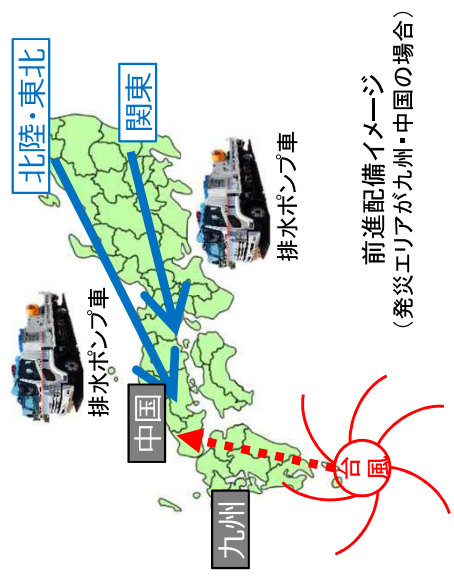 北陸・東北
関東
排水ポンプ車
排水ポンプ車
中国
九州
台
風
前進配備イメージ
（発災エリアが九州・中国の場合）